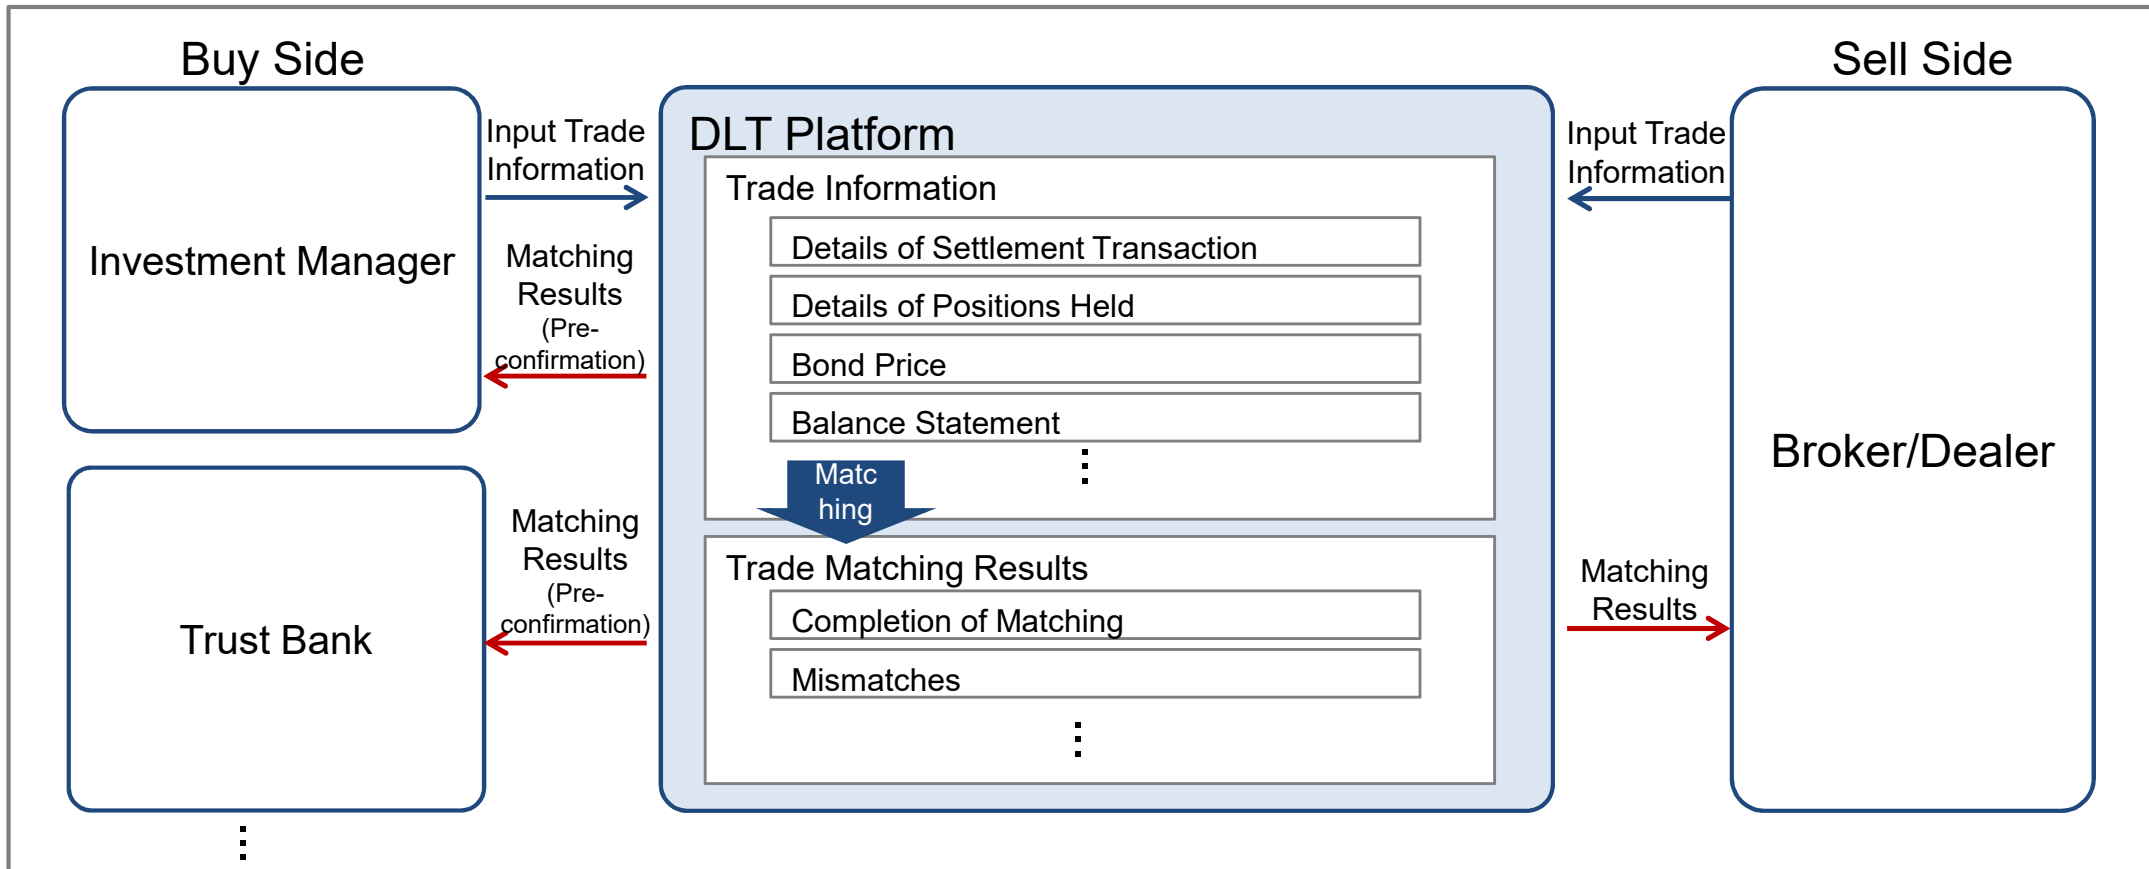 Buy Side
Investment Manager
Trust Bank
Input Trade
Information
Matching
Results
(Pre-
confirmation)
Matching
Results
(Pre-
confirmation)
DLT Platform
Trade Information
Details of Settlement Transaction
Details of Positions Held
Bond Price
Balance Statement
Matc
hing
Trade Matching Results
Completion of Matching
Mismatches
Input Trade
Information
Matching
Results
Sell Side
Broker/Dealer